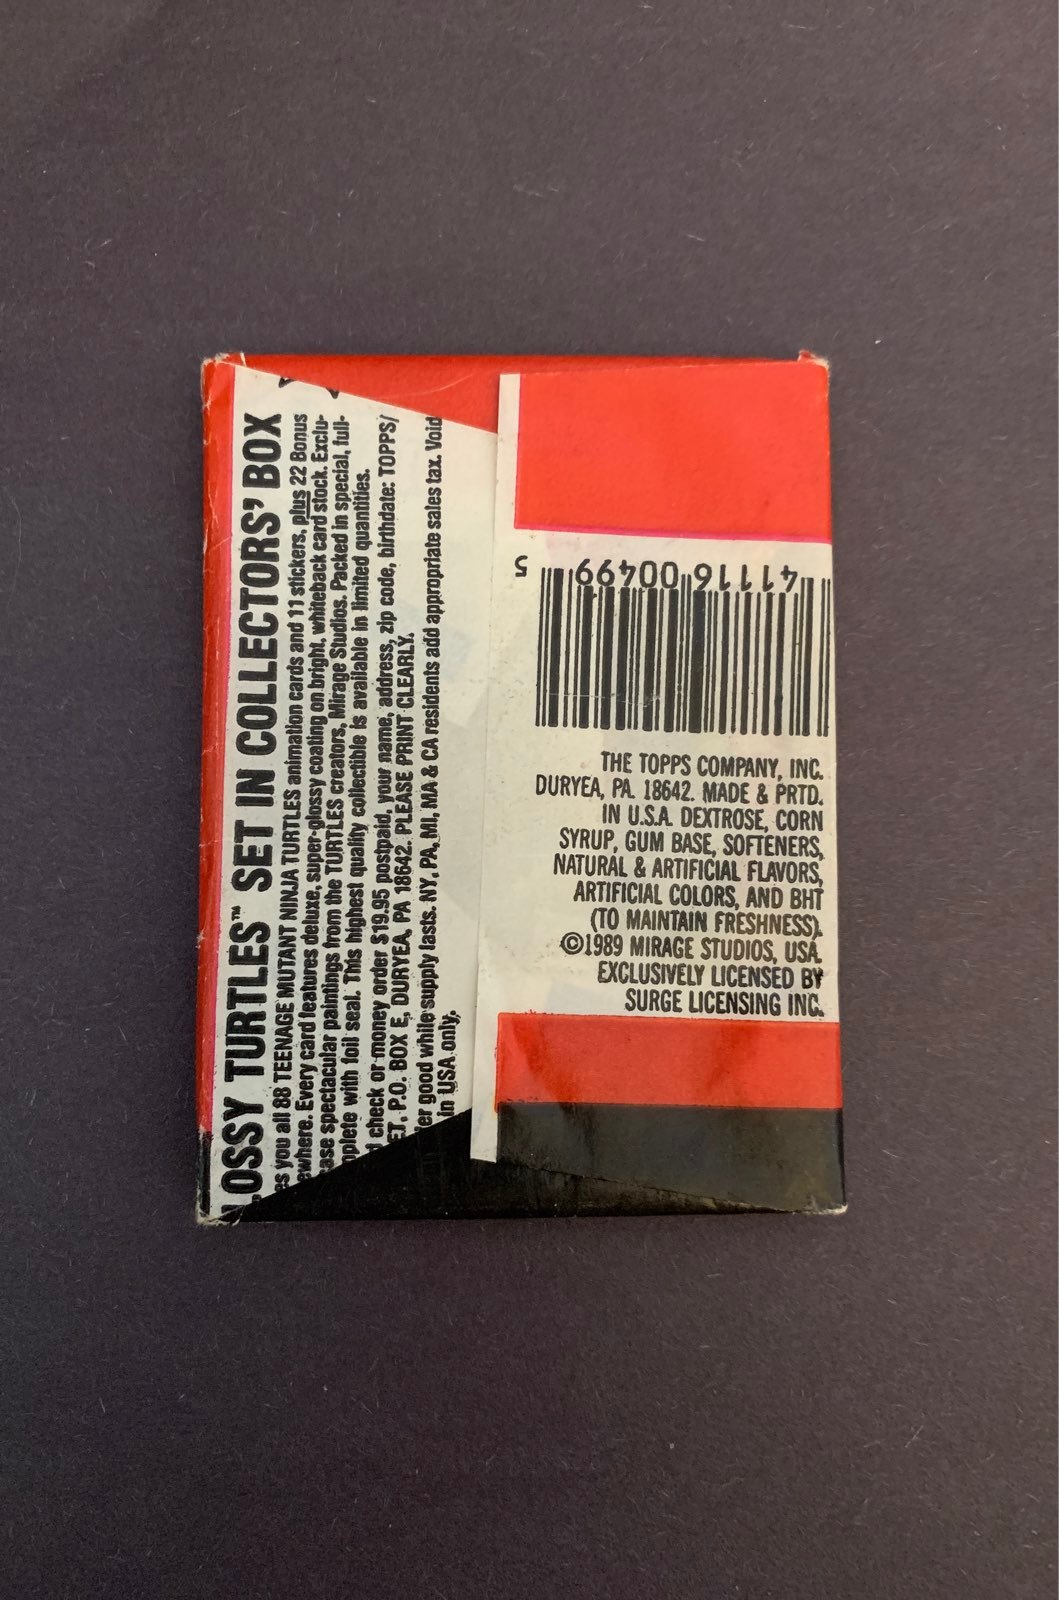 LOSSY TURTLES™ SET IN COLLECTORS' BOX
es you all 88 TEENAGE MUTANT NINJA TURTLES animation cards and 11 stickers, plus 22 Bonus
ewhere. Every card features deluxe, super-glossy coating on bright, whiteback card stock. Exclu-
case spectacular paintings from the TURTLES creators, Mirage Studios. Packed in special, full-
mplete with foil seal. This highest quality collectible is available in limited quantities.
d check or money order $19.95 postpaid, your name, address, zip code, birthdate: TOPPS/
ET, P.O. BOX E, DURYEA, PA 18642. PLEASE PRINT CLEARLY.
er good while supply lasts. NY, PA, MI, MA & CA residents add appropriate sales tax. Void
in USA only.
41116 00499 5
THE TOPPS COMPANY, INC.
DURYEA, PA. 18642. MADE & PRTD.
IN U.S.A. DEXTROSE, CORN
SYRUP, GUM BASE, SOFTENERS,
NATURAL & ARTIFICIAL FLAVORS,
ARTIFICIAL COLORS, AND BHT
(TO MAINTAIN FRESHNESS).
©1989 MIRAGE STUDIOS, USA.
EXCLUSIVELY LICENSED BY
SURGE LICENSING INC.